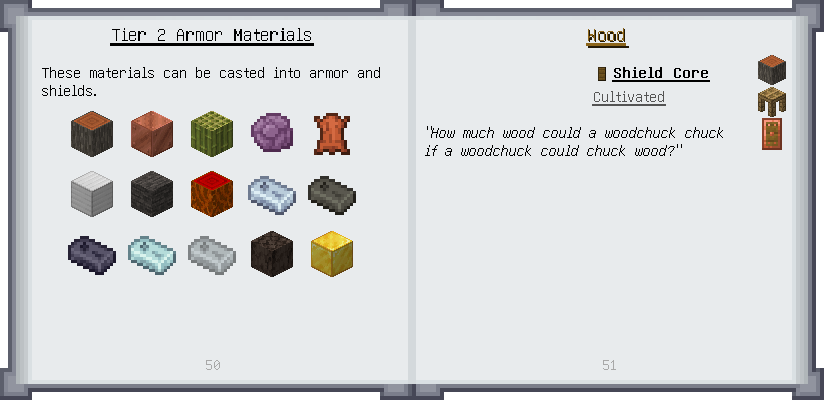 Tier 2 Armor Materials
These materials can be casted into armor and
shields.
50
Wood
Shield Core
Cultivated
"How much wood could a woodchuck chuck
if a woodchuck could chuck wood?"
51